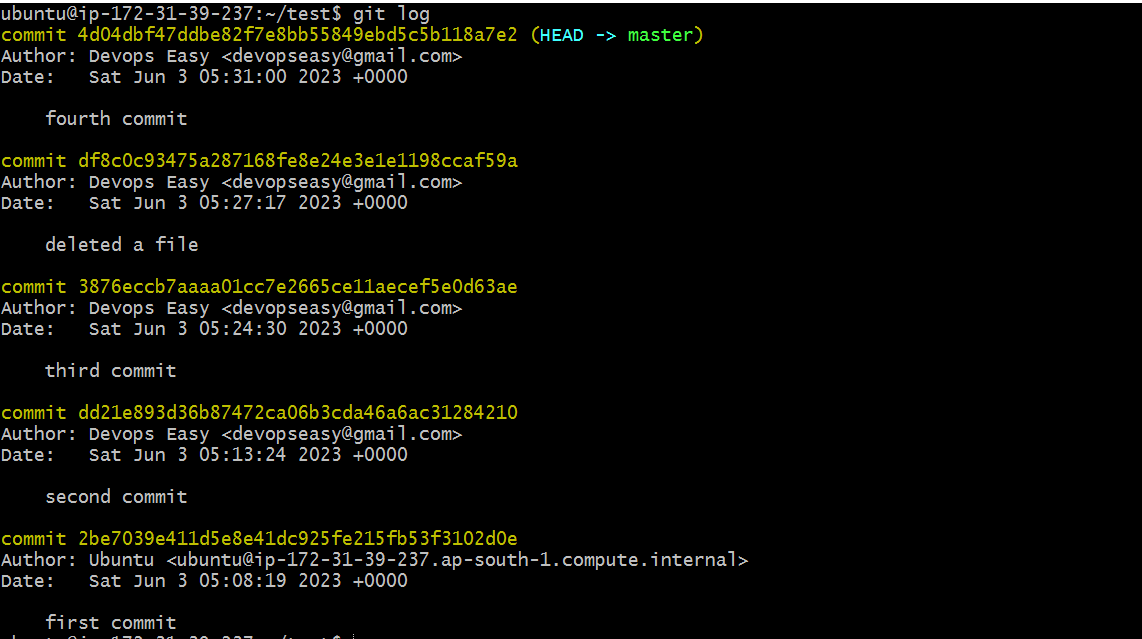 ubuntu@ip-172-31-39-237:~/test$ git log
commit 4d04dbf47ddbe82f7e8bb55849ebd5c5b118a7e2 (HEAD -> master)
Author: Devops Easy <devopseasy@gmail.com>
Date:   Sat Jun 3 05:31:00 2023 +0000
    fourth commit
commit df8c0c93475a287168fe8e24e3e1e1198ccaf59a
Author: Devops Easy <devopseasy@gmail.com>
Date:   Sat Jun 3 05:27:17 2023 +0000
    deleted a file
commit 3876eccb7aaaa01cc7e2665ce11aecef5e0d63ae
Author: Devops Easy <devopseasy@gmail.com>
Date:   Sat Jun 3 05:24:30 2023 +0000
    third commit
commit dd21e893d36b87472ca06b3cda46a6ac31284210
Author: Devops Easy <devopseasy@gmail.com>
Date:   Sat Jun 3 05:13:24 2023 +0000
    second commit
commit 2be7039e411d5e8e41dc925fe215fb53f3102d0e
Author: Ubuntu <ubuntu@ip-172-31-39-237.ap-south-1.compute.internal>
Date:   Sat Jun 3 05:08:19 2023 +0000
    first commit